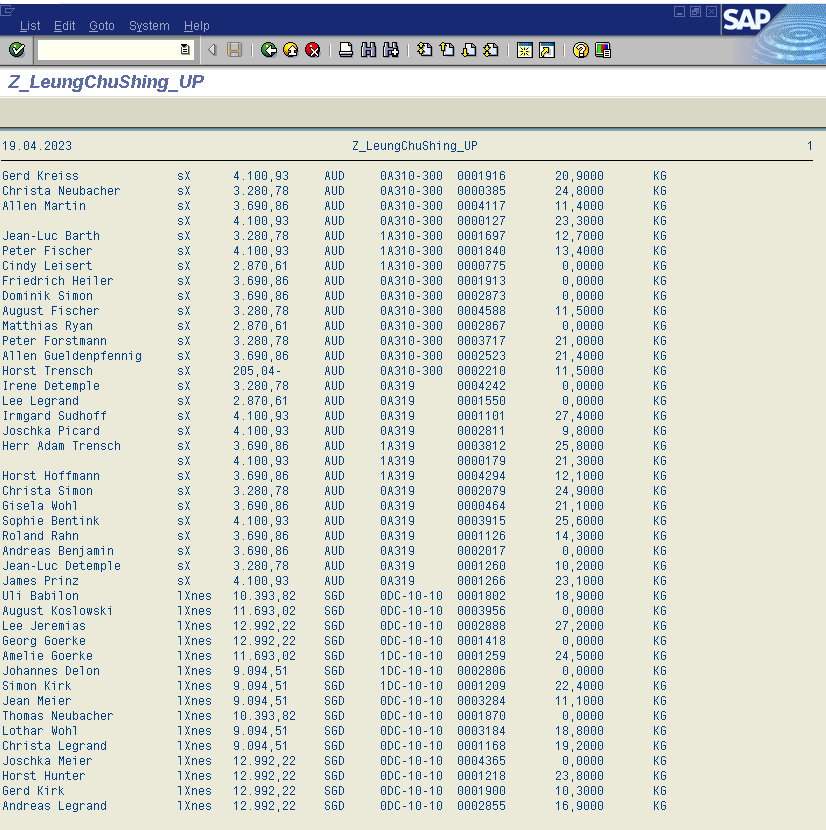 List Edit Goto System Help
SAP
Z_LeungChuShing_UP
19.04.2023 Z_LeungChuShing_UP 1
Gerd Kreiss sX 4.100,93 AUD 0A310-300 0001916 20,9000 KG
Christa Neubacher sX 3.280,78 AUD 0A310-300 0000385 24,8000 KG
Allen Martin sX 3.690,86 AUD 0A310-300 0004117 11,4000 KG
sX 4.100,93 AUD 0A310-300 0000127 23,3000 KG
Jean-Luc Barth sX 3.280,78 AUD 1A310-300 0001697 12,7000 KG
Peter Fischer sX 4.100,93 AUD 1A310-300 0001840 13,4000 KG
Cindy Leisert sX 2.870,61 AUD 1A310-300 0000775 0,0000 KG
Friedrich Heiler sX 3.690,86 AUD 0A310-300 0001913 0,0000 KG
Dominik Simon sX 3.690,86 AUD 0A310-300 0002873 0,0000 KG
August Fischer sX 3.280,78 AUD 0A310-300 0004588 11,5000 KG
Matthias Ryan sX 2.870,61 AUD 0A310-300 0002867 0,0000 KG
Peter Forstmann sX 3.280,78 AUD 0A310-300 0003717 21,0000 KG
Allen Gueldenpfennig sX 3.690,86 AUD 0A310-300 0002523 21,4000 KG
Horst Trensch sX 205,04- AUD 0A310-300 0002210 11,5000 KG
Irene Detemple sX 3.280,78 AUD 0A319 0004242 0,0000 KG
Lee Legrand sX 2.870,61 AUD 0A319 0001550 0,0000 KG
Irmgard Sudhoff sX 4.100,93 AUD 0A319 0001101 27,4000 KG
Joschka Picard sX 4.100,93 AUD 0A319 0002811 9,8000 KG
Herr Adam Trensch sX 3.690,86 AUD 1A319 0003812 25,8000 KG
sX 4.100,93 AUD 1A319 0000179 21,3000 KG
Horst Hoffmann sX 3.690,86 AUD 1A319 0004294 12,1000 KG
Christa Simon sX 3.280,78 AUD 0A319 0002079 24,9000 KG
Gisela Wohl sX 3.690,86 AUD 0A319 0000464 21,1000 KG
Sophie Bentink sX 4.100,93 AUD 0A319 0003915 25,6000 KG
Roland Rahn sX 3.690,86 AUD 0A319 0001126 14,3000 KG
Andreas Benjamin sX 3.690,86 AUD 0A319 0002017 0,0000 KG
Jean-Luc Detemple sX 3.280,78 AUD 0A319 0001260 10,2000 KG
James Prinz sX 4.100,93 AUD 0A319 0001266 23,1000 KG
Uli Babilon lXnes 10.393,82 SGD 0DC-10-10 0001802 18,9000 KG
August Koslowski lXnes 11.693,02 SGD 0DC-10-10 0003956 0,0000 KG
Lee Jeremias lXnes 12.992,22 SGD 0DC-10-10 0002888 27,2000 KG
Georg Goerke lXnes 12.992,22 SGD 0DC-10-10 0001418 0,0000 KG
Amelie Goerke lXnes 11.693,02 SGD 1DC-10-10 0001259 24,5000 KG
Johannes Delon lXnes 9.094,51 SGD 1DC-10-10 0002806 0,0000 KG
Simon Kirk lXnes 9.094,51 SGD 1DC-10-10 0001209 22,4000 KG
Jean Meier lXnes 9.094,51 SGD 0DC-10-10 0003284 11,1000 KG
Thomas Neubacher lXnes 10.393,82 SGD 0DC-10-10 0001870 0,0000 KG
Lothar Wohl lXnes 9.094,51 SGD 0DC-10-10 0003184 18,8000 KG
Christa Legrand lXnes 9.094,51 SGD 0DC-10-10 0001168 19,2000 KG
Joschka Meier lXnes 12.992,22 SGD 0DC-10-10 0004365 0,0000 KG
Horst Hunter lXnes 12.992,22 SGD 0DC-10-10 0001218 23,8000 KG
Gerd Kirk lXnes 12.992,22 SGD 0DC-10-10 0001900 10,3000 KG
Andreas Legrand lXnes 12.992,22 SGD 0DC-10-10 0002855 16,9000 KG